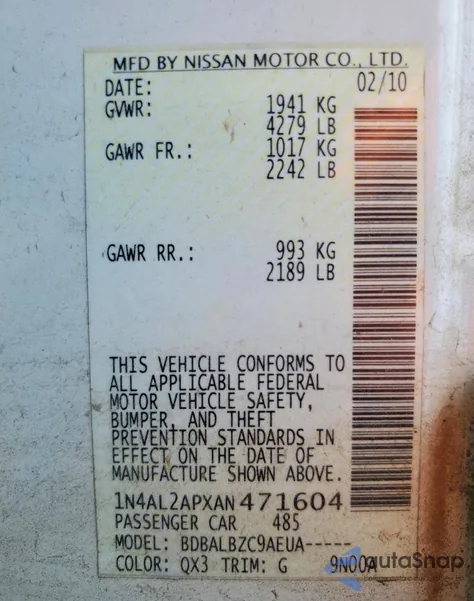 MFD BY NISSAN MOTOR CO., LTD.
DATE: 02/10
GVWR: 1941 KG
4279 LB
GAWR FR.: 1017 KG
2242 LB
GAWR RR.: 993 KG
2189 LB
THIS VEHICLE CONFORMS TO
ALL APPLICABLE FEDERAL
MOTOR VEHICLE SAFETY,
BUMPER, AND THEFT
PREVENTION STANDARDS IN
EFFECT ON THE DATE OF
MANUFACTURE SHOWN ABOVE.
1N4AL2APXAN471604
PASSENGER CAR 485
MODEL: BDBALBZC9AEUA-----
COLOR: QX3 TRIM: G 9N00A
autaShap